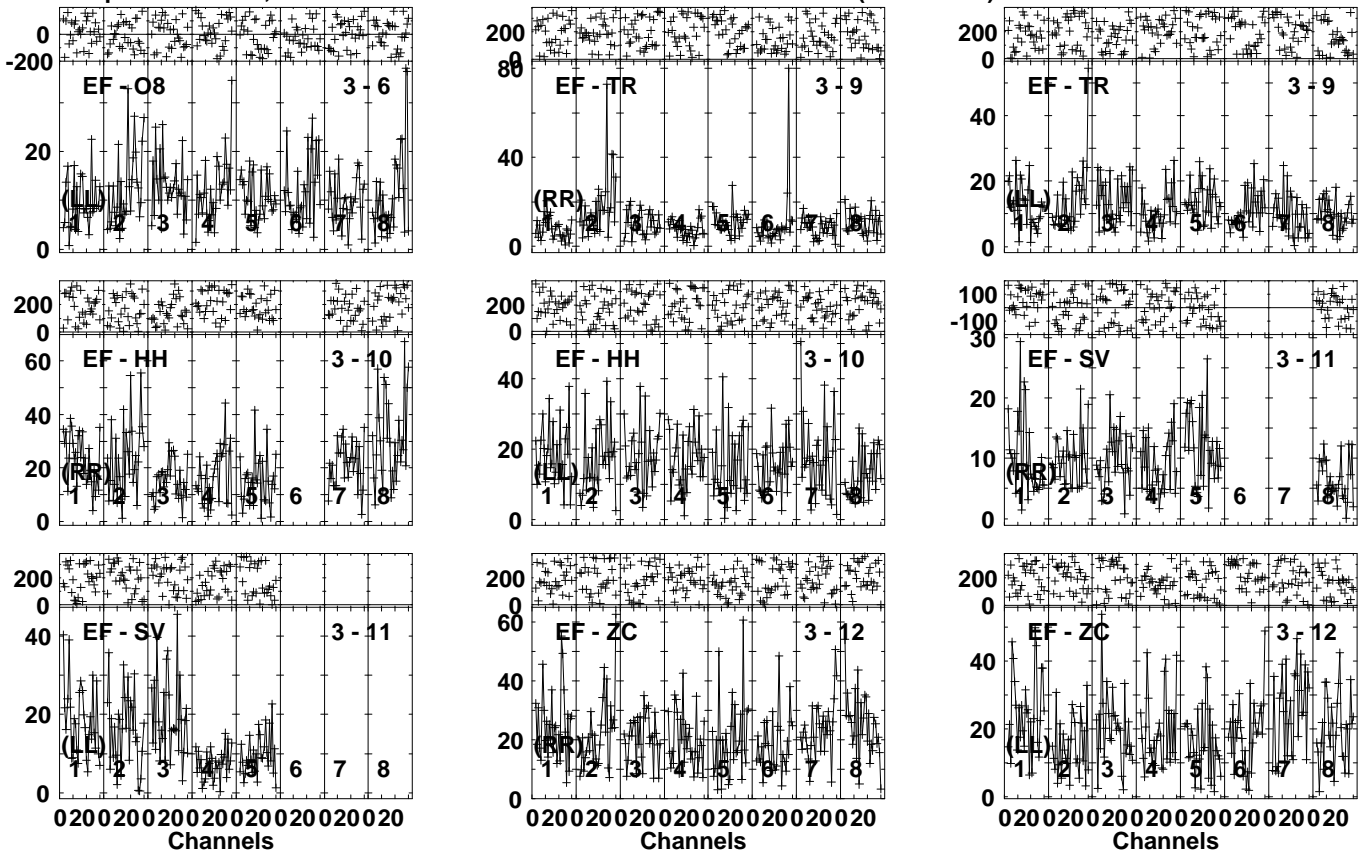 0 200 200
-200 0 0
EF - O8 3 - 6 80 EF - TR 3 - 9 EF - TR 3 - 9
40
20 40 20
(LL) (RR) (LL)
1 2 3 4 5 6 7 8 1 2 3 4 5 6 7 8 1 2 3 4 5 6 7 8
0 0 0
200 200 100
0 0 -100
60 EF - HH 3 - 10 EF - HH 3 - 10 30 EF - SV 3 - 11
40 40 20
20 20 10
(RR) (LL) (RR)
1 2 3 4 5 6 7 8 1 2 3 4 5 6 7 8 1 2 3 4 5 6 7 8
0 0 0
200 200 200
0 0 0
40 EF - SV 3 - 11 60 EF - ZC 3 - 12 EF - ZC 3 - 12
40 40
20 20 20
(LL) (RR) (LL)
1 2 3 4 5 6 7 8 1 2 3 4 5 6 7 8 1 2 3 4 5 6 7 8
0 0 0
0 20 0 20 0 20 0 20 0 20 0 20 0 20 0 20 0 20 0 20 0 20 0 20 0 20 0 20 0 20 0 20 0 20 0 20 0 20 0 20 0 20 0 20 0 20 0 20
Channels Channels Channels